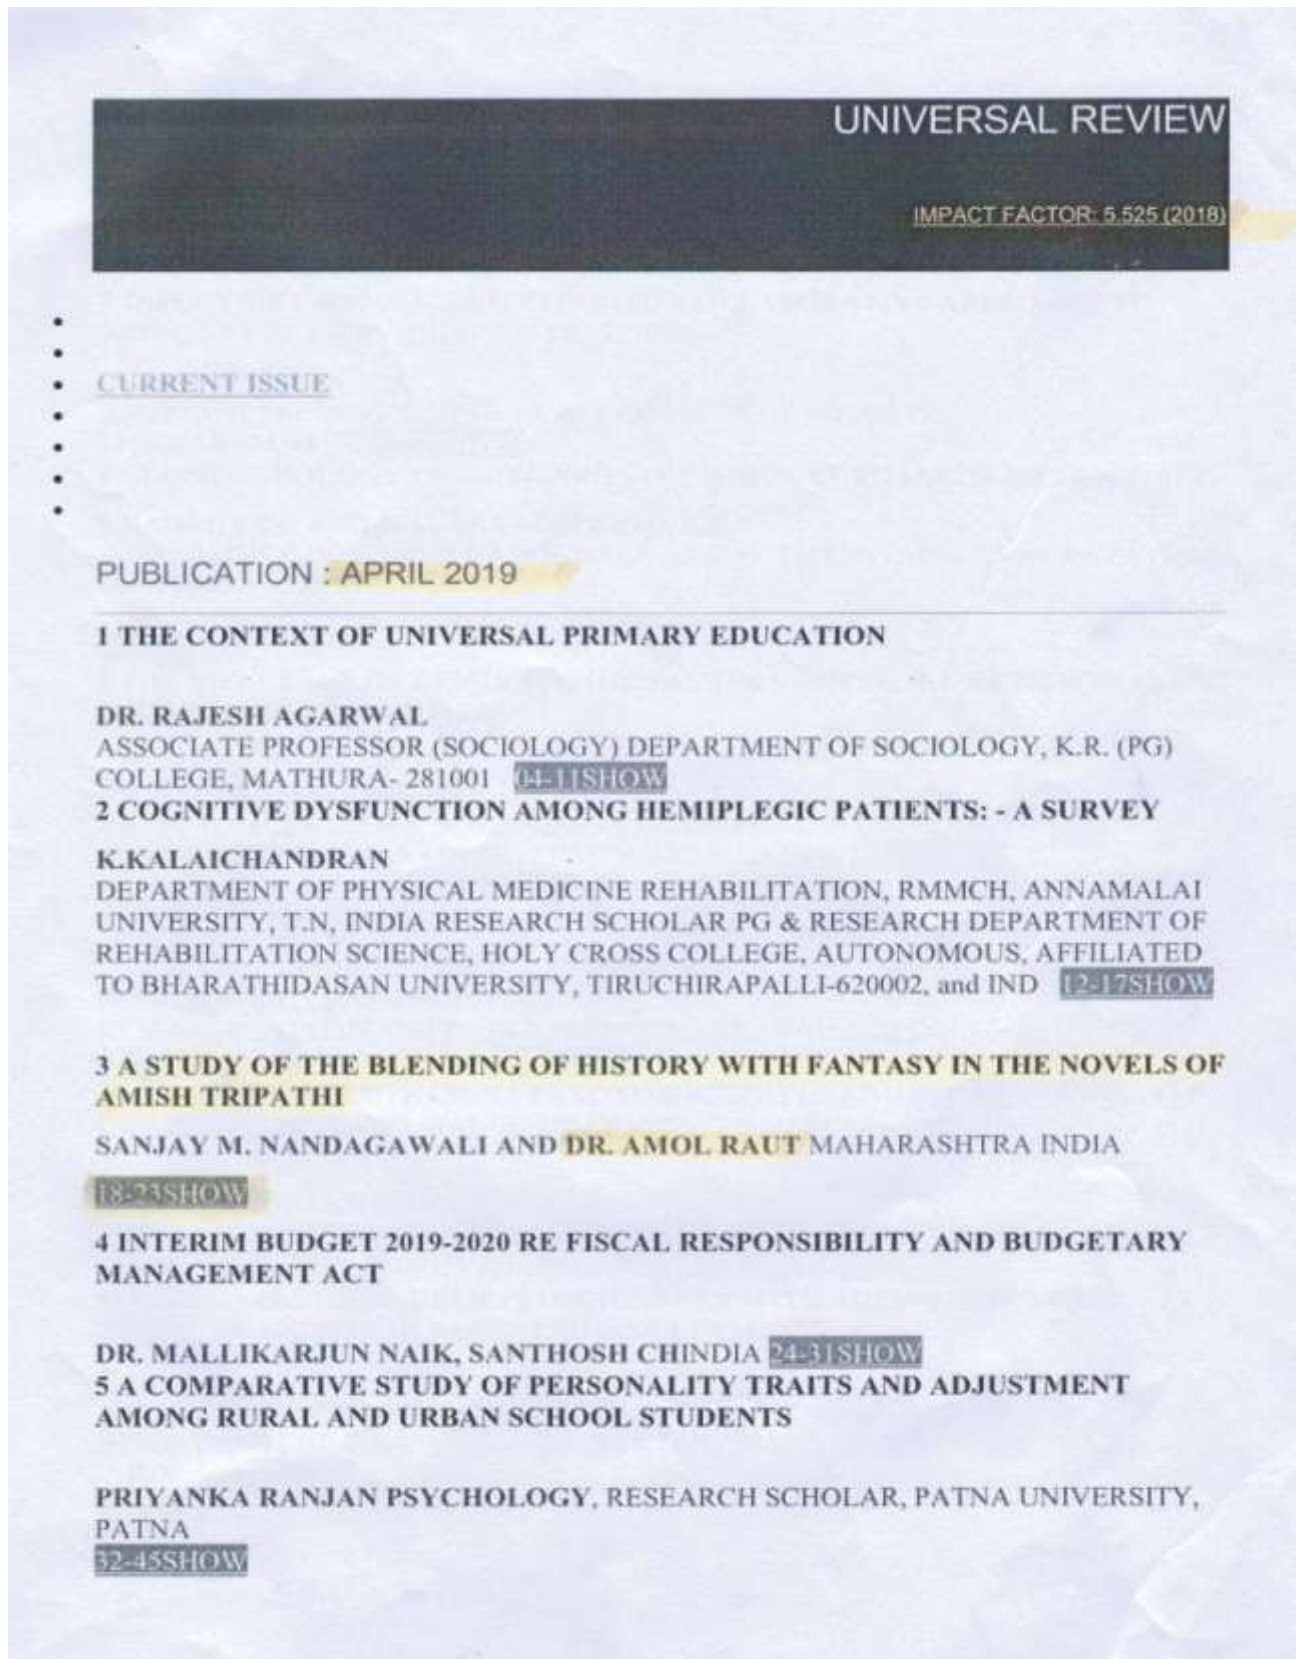 UNIVERSAL REVIEW
IMPACT FACTOR: 5.525 (2018)
CURRENT ISSUE
PUBLICATION : APRIL 2019
1 THE CONTEXT OF UNIVERSAL PRIMARY EDUCATION
DR. RAJESH AGARWAL
ASSOCIATE PROFESSOR (SOCIOLOGY) DEPARTMENT OF SOCIOLOGY, K.R. (PG)
COLLEGE, MATHURA- 281001 04-11SHOW
2 COGNITIVE DYSFUNCTION AMONG HEMIPLEGIC PATIENTS: - A SURVEY
K.KALAICHANDRAN
DEPARTMENT OF PHYSICAL MEDICINE REHABILITATION, RMMCH, ANNAMALAI
UNIVERSITY, T.N, INDIA RESEARCH SCHOLAR PG & RESEARCH DEPARTMENT OF
REHABILITATION SCIENCE, HOLY CROSS COLLEGE, AUTONOMOUS, AFFILIATED
TO BHARATHIDASAN UNIVERSITY, TIRUCHIRAPALLI-620002, and IND 12-17SHOW
3 A STUDY OF THE BLENDING OF HISTORY WITH FANTASY IN THE NOVELS OF
AMISH TRIPATHI
SANJAY M. NANDAGAWALI AND DR. AMOL RAUT MAHARASHTRA INDIA
18-23SHOW
4 INTERIM BUDGET 2019-2020 RE FISCAL RESPONSIBILITY AND BUDGETARY
MANAGEMENT ACT
DR. MALLIKARJUN NAIK, SANTHOSH CHINDIA 24-31SHOW
5 A COMPARATIVE STUDY OF PERSONALITY TRAITS AND ADJUSTMENT
AMONG RURAL AND URBAN SCHOOL STUDENTS
PRIYANKA RANJAN PSYCHOLOGY, RESEARCH SCHOLAR, PATNA UNIVERSITY,
PATNA
32-45SHOW